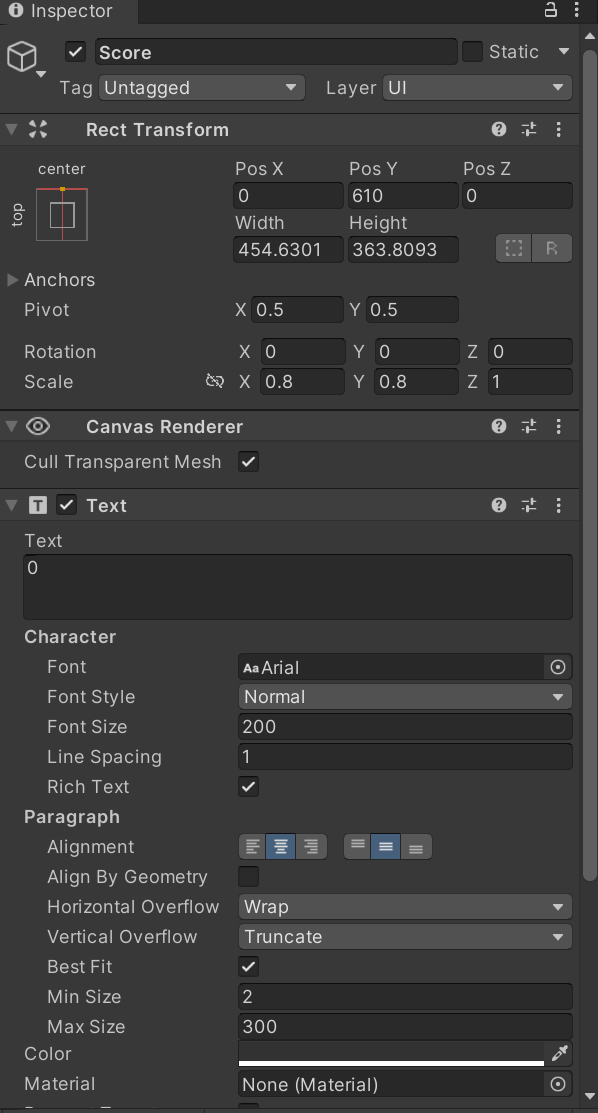 Inspector
Score
Static
Tag Untagged Layer UI
Rect Transform
center
top
Pos X Pos Y Pos Z
0 610 0
Width Height
454.6301 363.8093
R
Anchors
Pivot X 0.5 Y 0.5
Rotation X 0 Y 0 Z 0
Scale X 0.8 Y 0.8 Z 1
Canvas Renderer
Cull Transparent Mesh
T Text
Text
0
Character
Font Aa Arial
Font Style Normal
Font Size 200
Line Spacing 1
Rich Text
Paragraph
Alignment
Align By Geometry
Horizontal Overflow Wrap
Vertical Overflow Truncate
Best Fit
Min Size 2
Max Size 300
Color
Material None (Material)